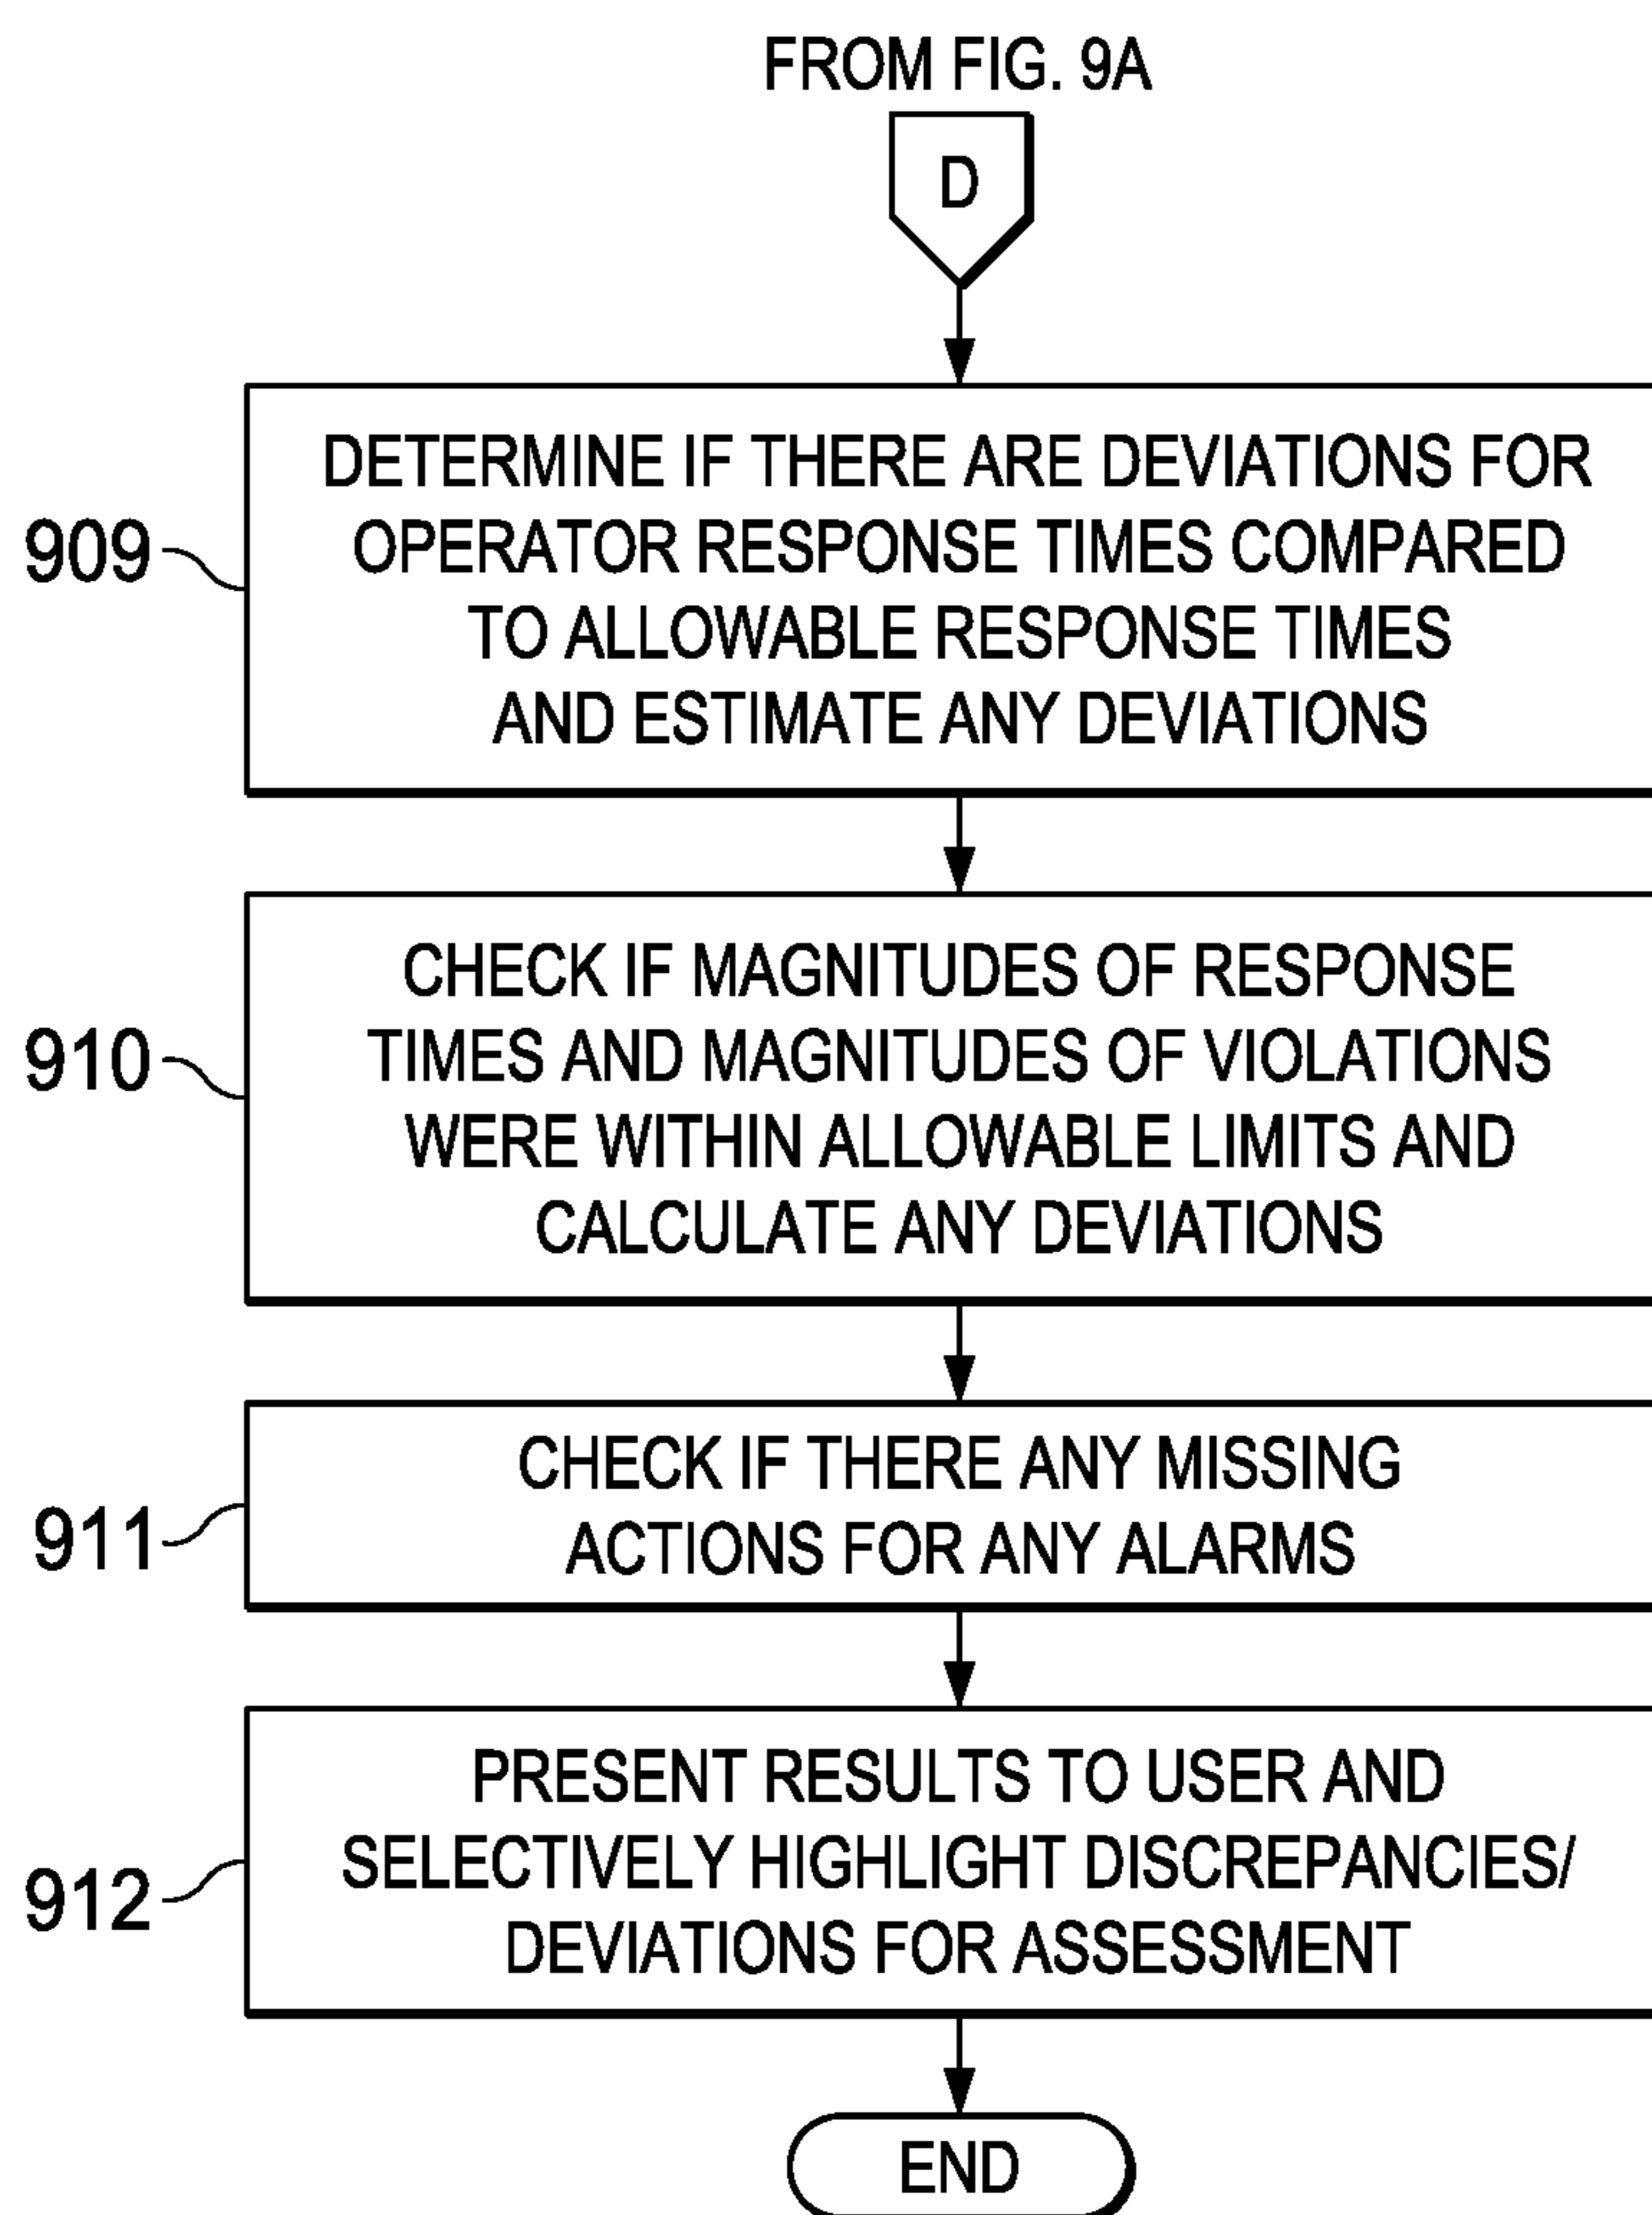 FROM FIG. 9A
D
909
DETERMINE IF THERE ARE DEVIATIONS FOR
OPERATOR RESPONSE TIMES COMPARED
TO ALLOWABLE RESPONSE TIMES
AND ESTIMATE ANY DEVIATIONS
910
CHECK IF MAGNITUDES OF RESPONSE
TIMES AND MAGNITUDES OF VIOLATIONS
WERE WITHIN ALLOWABLE LIMITS AND
CALCULATE ANY DEVIATIONS
911
CHECK IF THERE ANY MISSING
ACTIONS FOR ANY ALARMS
912
PRESENT RESULTS TO USER AND
SELECTIVELY HIGHLIGHT DISCREPANCIES/
DEVIATIONS FOR ASSESSMENT
END